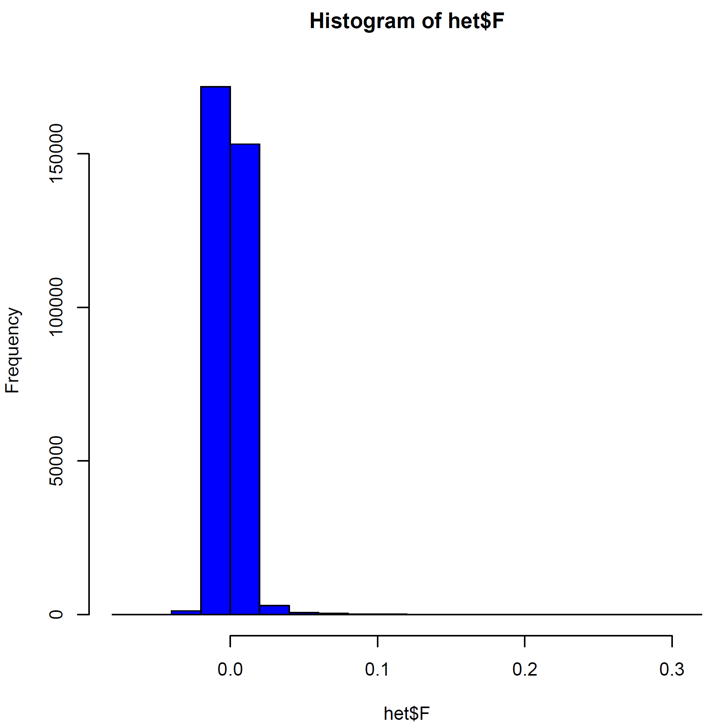 Histogram of het$F
Frequency
150000
100000
50000
0
0.0 0.1 0.2 0.3
het$F